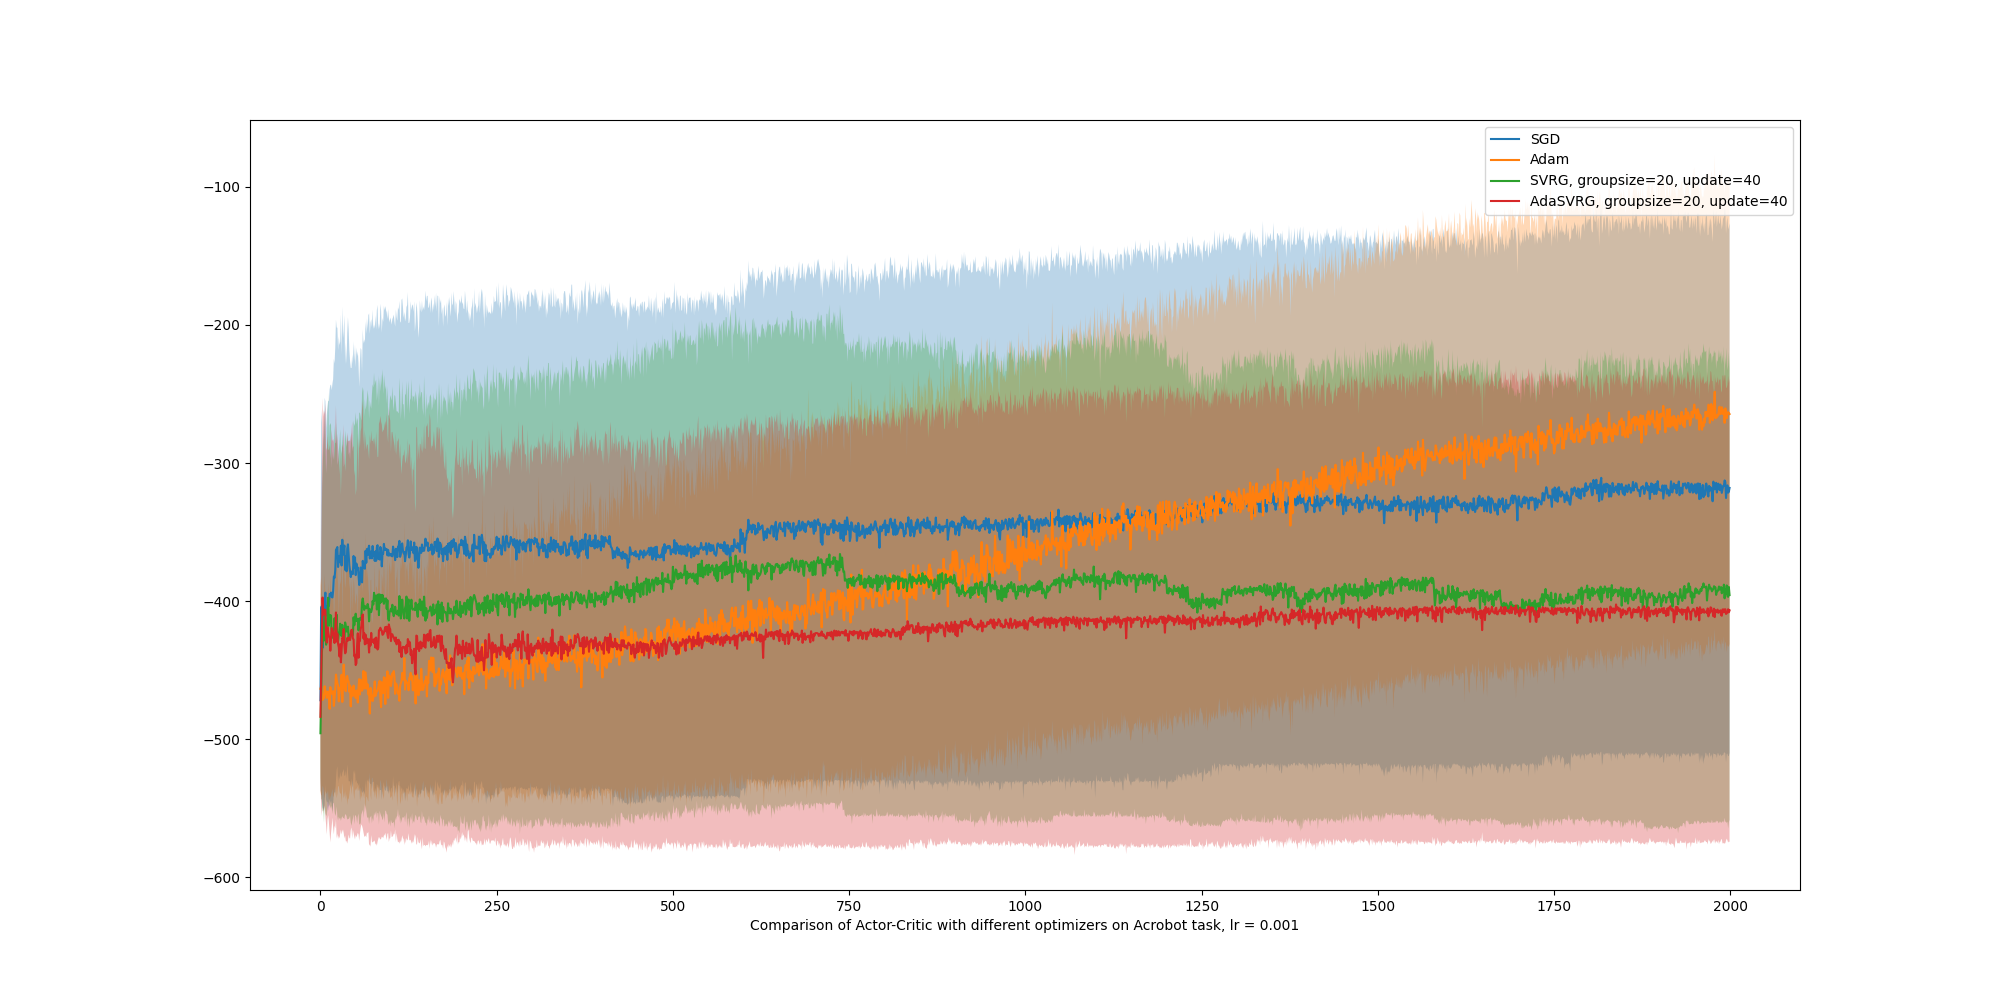 SGD
Adam
SVRG, groupsize=20, update=40
AdaSVRG, groupsize=20, update=40
−100
−200
−300
−400
−500
−600
0 250 500 750 1000 1250 1500 1750 2000
Comparison of Actor-Critic with different optimizers on Acrobot task, lr = 0.001